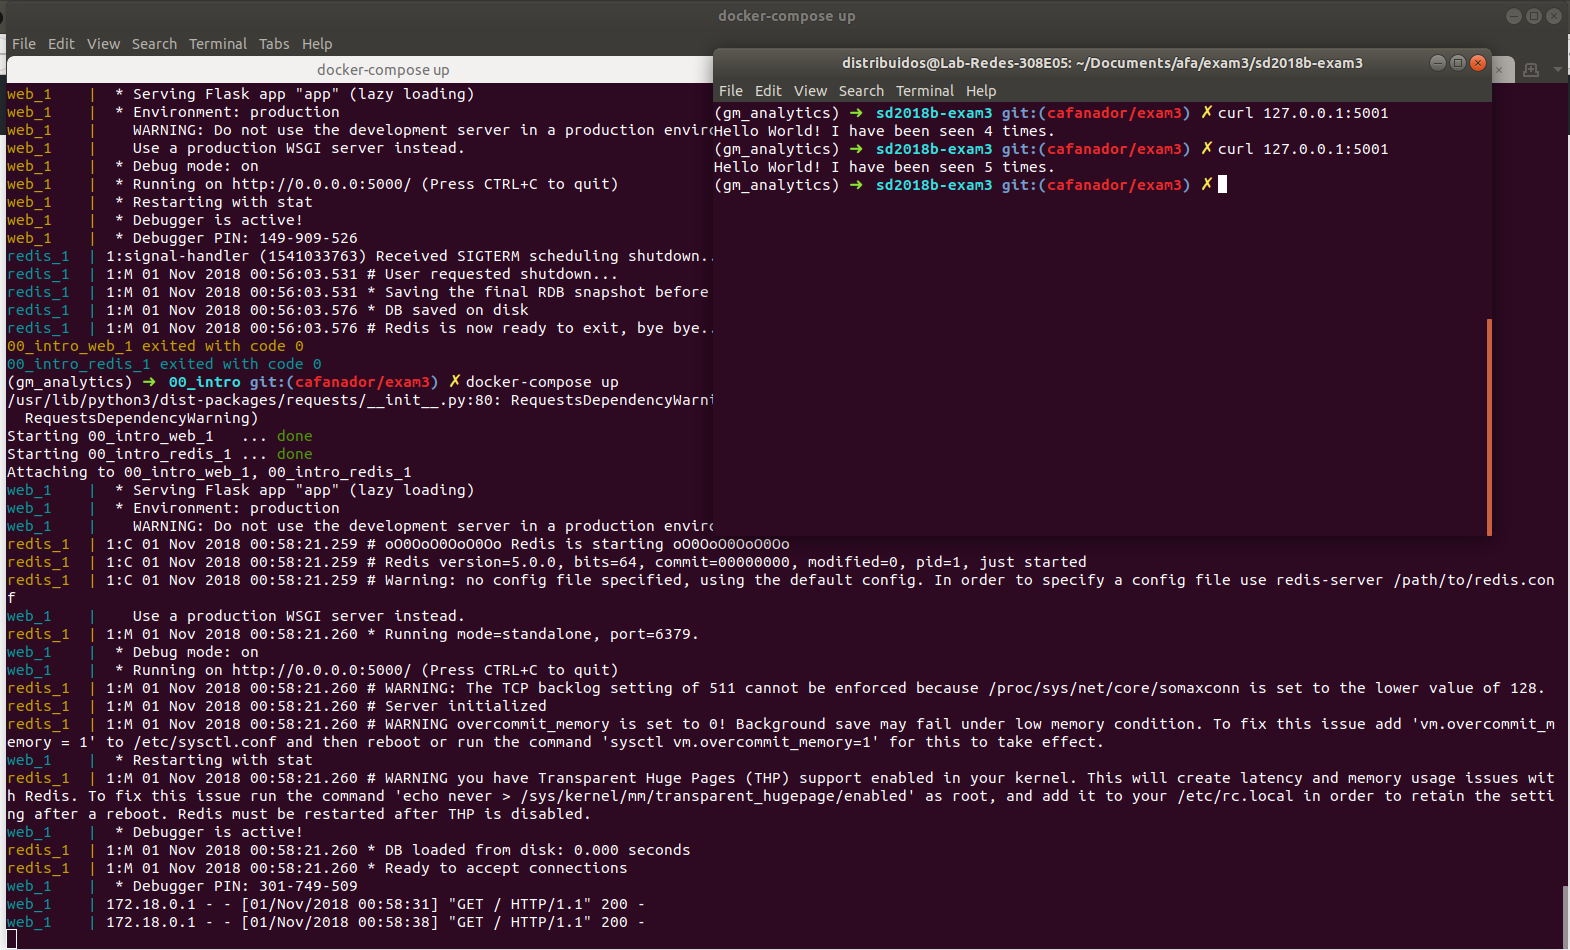 docker-compose up
File Edit View Search Terminal Tabs Help
docker-compose up
web_1    |  * Serving Flask app "app" (lazy loading)
web_1    |  * Environment: production
web_1    |    WARNING: Do not use the development server in a production enviro
web_1    |    Use a production WSGI server instead.
web_1    |  * Debug mode: on
web_1    |  * Running on http://0.0.0.0:5000/ (Press CTRL+C to quit)
web_1    |  * Restarting with stat
web_1    |  * Debugger is active!
web_1    |  * Debugger PIN: 149-909-526
redis_1  | 1:signal-handler (1541033763) Received SIGTERM scheduling shutdown..
redis_1  | 1:M 01 Nov 2018 00:56:03.531 # User requested shutdown...
redis_1  | 1:M 01 Nov 2018 00:56:03.531 * Saving the final RDB snapshot before
redis_1  | 1:M 01 Nov 2018 00:56:03.576 * DB saved on disk
redis_1  | 1:M 01 Nov 2018 00:56:03.576 # Redis is now ready to exit, bye bye..
00_intro_web_1 exited with code 0
00_intro_redis_1 exited with code 0
(gm_analytics) ➜  00_intro git:(cafanador/exam3) ✗ docker-compose up
/usr/lib/python3/dist-packages/requests/__init__.py:80: RequestsDependencyWarni
  RequestsDependencyWarning)
Starting 00_intro_web_1   ... done
Starting 00_intro_redis_1 ... done
Attaching to 00_intro_web_1, 00_intro_redis_1
web_1    |  * Serving Flask app "app" (lazy loading)
web_1    |  * Environment: production
web_1    |    WARNING: Do not use the development server in a production enviro
redis_1  | 1:C 01 Nov 2018 00:58:21.259 # oO0OoO0OoO0Oo Redis is starting oO0OoO0OoO0Oo
redis_1  | 1:C 01 Nov 2018 00:58:21.259 # Redis version=5.0.0, bits=64, commit=00000000, modified=0, pid=1, just started
redis_1  | 1:C 01 Nov 2018 00:58:21.259 # Warning: no config file specified, using the default config. In order to specify a config file use redis-server /path/to/redis.con
f
web_1    |    Use a production WSGI server instead.
redis_1  | 1:M 01 Nov 2018 00:58:21.260 * Running mode=standalone, port=6379.
web_1    |  * Debug mode: on
web_1    |  * Running on http://0.0.0.0:5000/ (Press CTRL+C to quit)
redis_1  | 1:M 01 Nov 2018 00:58:21.260 # WARNING: The TCP backlog setting of 511 cannot be enforced because /proc/sys/net/core/somaxconn is set to the lower value of 128.
redis_1  | 1:M 01 Nov 2018 00:58:21.260 # Server initialized
redis_1  | 1:M 01 Nov 2018 00:58:21.260 # WARNING overcommit_memory is set to 0! Background save may fail under low memory condition. To fix this issue add 'vm.overcommit_m
emory = 1' to /etc/sysctl.conf and then reboot or run the command 'sysctl vm.overcommit_memory=1' for this to take effect.
web_1    |  * Restarting with stat
redis_1  | 1:M 01 Nov 2018 00:58:21.260 # WARNING you have Transparent Huge Pages (THP) support enabled in your kernel. This will create latency and memory usage issues wit
h Redis. To fix this issue run the command 'echo never > /sys/kernel/mm/transparent_hugepage/enabled' as root, and add it to your /etc/rc.local in order to retain the setti
ng after a reboot. Redis must be restarted after THP is disabled.
web_1    |  * Debugger is active!
redis_1  | 1:M 01 Nov 2018 00:58:21.260 * DB loaded from disk: 0.000 seconds
redis_1  | 1:M 01 Nov 2018 00:58:21.260 * Ready to accept connections
web_1    |  * Debugger PIN: 301-749-509
web_1    | 172.18.0.1 - - [01/Nov/2018 00:58:31] "GET / HTTP/1.1" 200 -
web_1    | 172.18.0.1 - - [01/Nov/2018 00:58:38] "GET / HTTP/1.1" 200 -
distribuidos@Lab-Redes-308E05: ~/Documents/afa/exam3/sd2018b-exam3
File Edit View Search Terminal Help
(gm_analytics) ➜  sd2018b-exam3 git:(cafanador/exam3) ✗ curl 127.0.0.1:5001
Hello World! I have been seen 4 times.
(gm_analytics) ➜  sd2018b-exam3 git:(cafanador/exam3) ✗ curl 127.0.0.1:5001
Hello World! I have been seen 5 times.
(gm_analytics) ➜  sd2018b-exam3 git:(cafanador/exam3) ✗